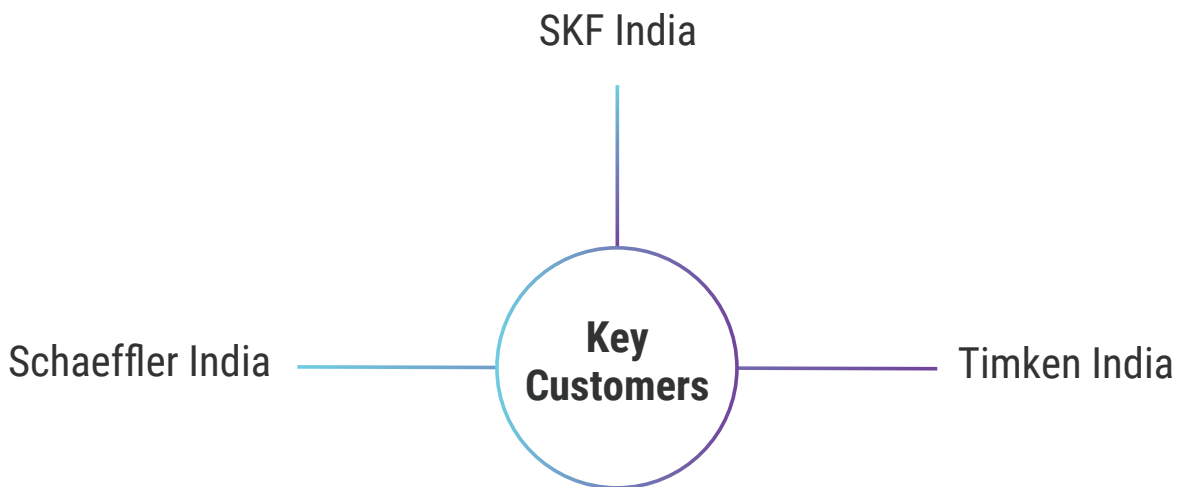 SKF India
Schaeffler India
Key
Customers
Timken India